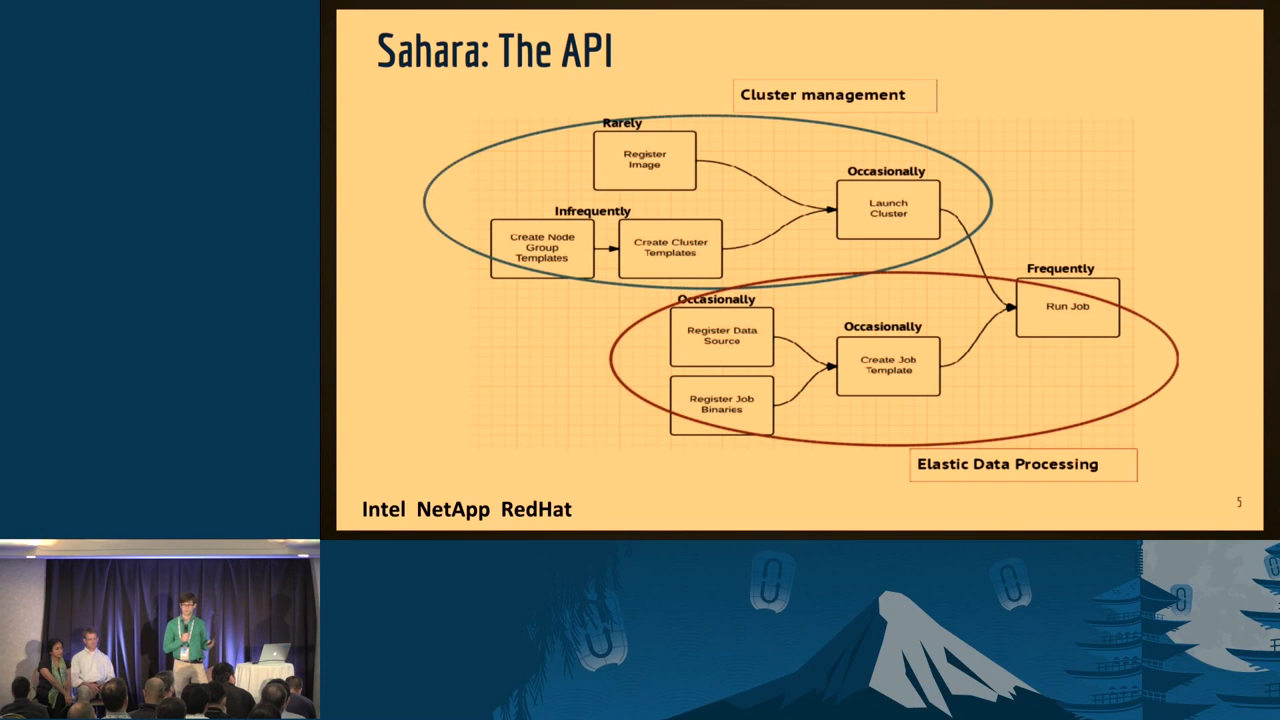 Sahara: The API
Cluster management
Rarely
Register
Image
Occasionally
Launch
Cluster
Infrequently
Create Node
Group
Templates
Create Cluster
Templates
Frequently
Run Job
Occasionally
Register Data
Source
Occasionally
Create Job
Template
Register Job
Binaries
Elastic Data Processing
Intel NetApp RedHat
5